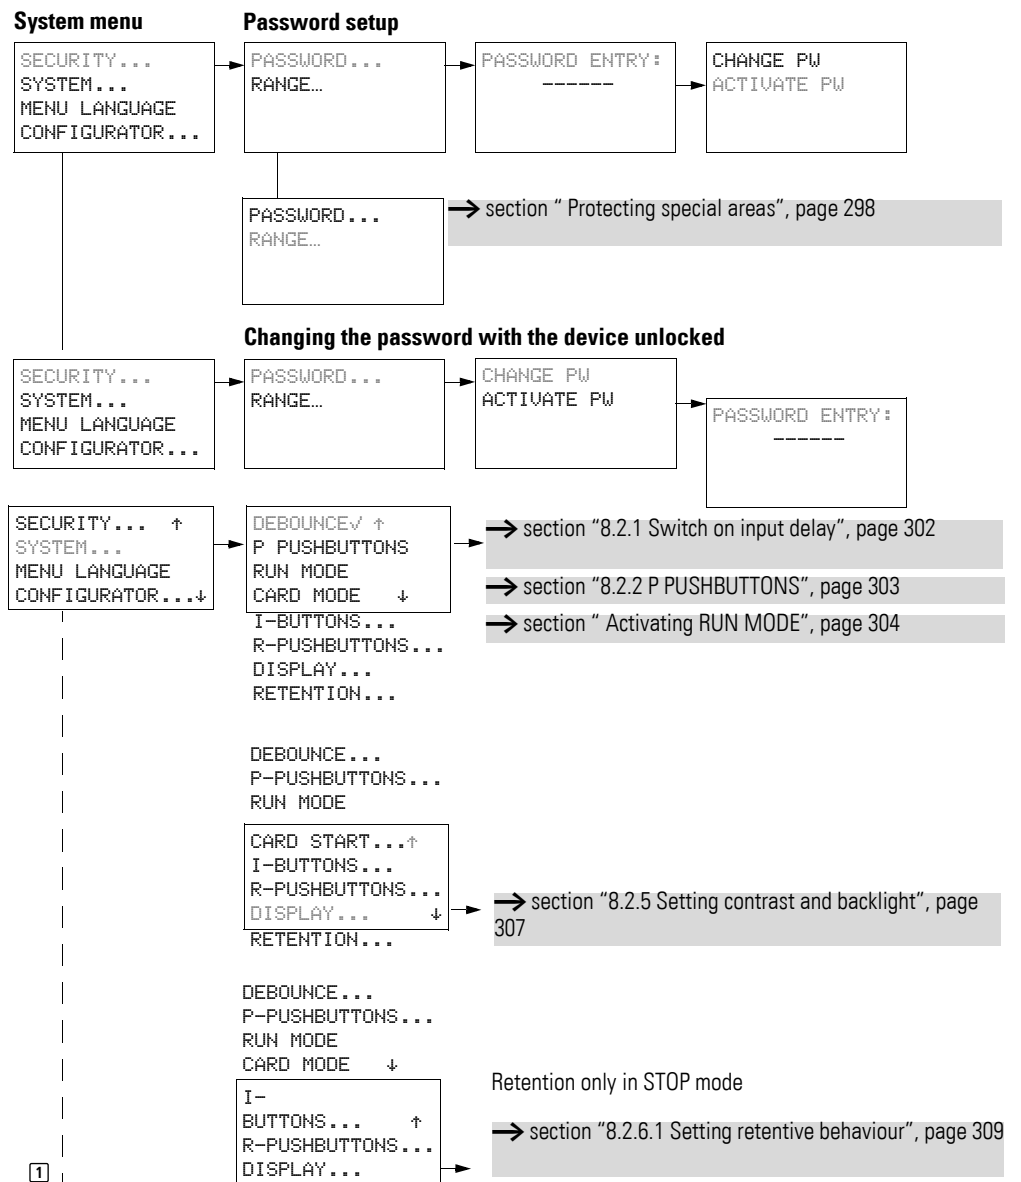 System menu
Password setup
SECURITY...
SYSTEM...
MENU LANGUAGE
CONFIGURATOR...
PASSWORD...
RANGE…
PASSWORD ENTRY:
------
CHANGE PW
ACTIVATE PW
PASSWORD...
RANGE…
→ section “ Protecting special areas”, page 298
Changing the password with the device unlocked
SECURITY...
SYSTEM...
MENU LANGUAGE
CONFIGURATOR...
PASSWORD...
RANGE…
CHANGE PW
ACTIVATE PW
PASSWORD ENTRY:
------
SECURITY... ↑
SYSTEM...
MENU LANGUAGE
CONFIGURATOR...↓
DEBOUNCE√ ↑
P PUSHBUTTONS
RUN MODE
CARD MODE ↓
I-BUTTONS...
R-PUSHBUTTONS...
DISPLAY...
RETENTION...
→ section “8.2.1 Switch on input delay”, page 302
→ section “8.2.2 P PUSHBUTTONS”, page 303
→ section “ Activating RUN MODE”, page 304
DEBOUNCE...
P-PUSHBUTTONS...
RUN MODE
CARD START...↑
I-BUTTONS...
R-PUSHBUTTONS...
DISPLAY... ↓
RETENTION...
→ section “8.2.5 Setting contrast and backlight”, page
307
DEBOUNCE...
P-PUSHBUTTONS...
RUN MODE
CARD MODE ↓
I-
BUTTONS... ↑
R-PUSHBUTTONS...
DISPLAY...
Retention only in STOP mode
→ section “8.2.6.1 Setting retentive behaviour”, page 309
1